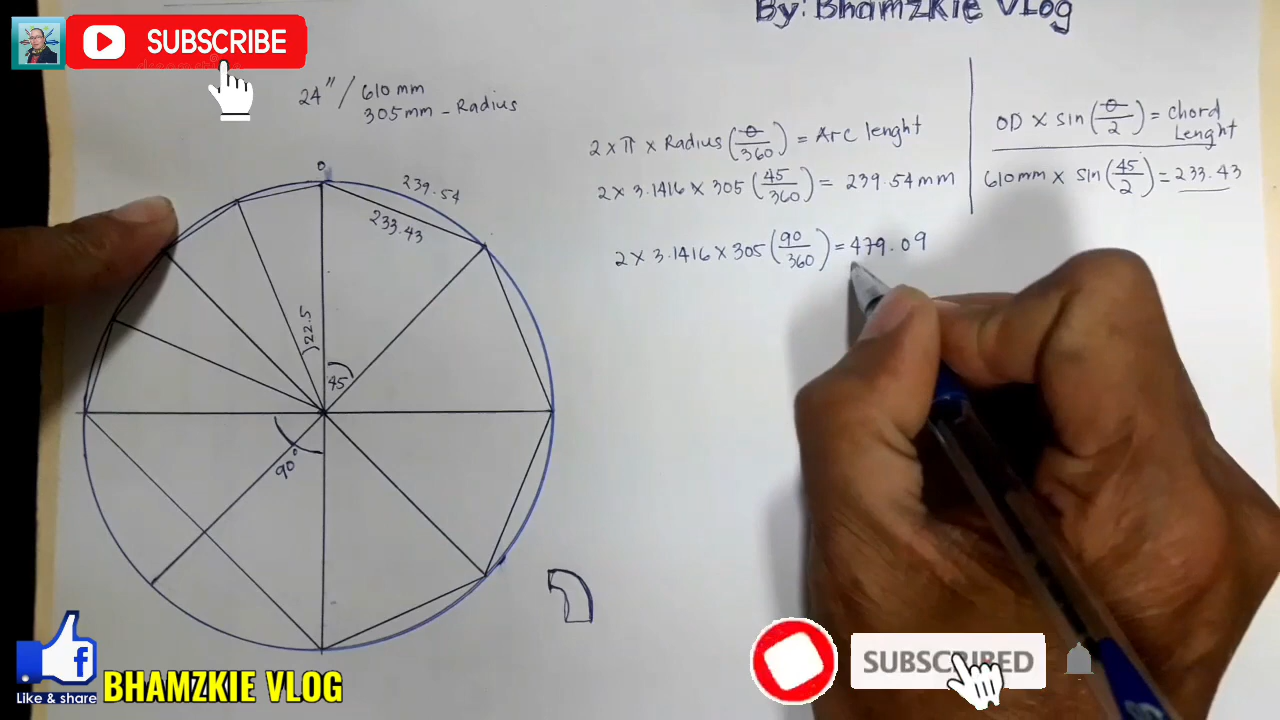 By: Bhamzkie Vlog
SUBSCRIBE
24" / 610 mm
305 mm - Radius
2 × π × Radius (θ/360) = Arc lenght
2 × 3.1416 × 305 (45/360) = 239.54 mm
2 × 3.1416 × 305 (90/360) = 479.09
OD × sin (θ/2) = chord
Lenght
610mm × sin (45/2) = 233.43
0
239.54
233.43
22.5
45
90°
Like & share
BHAMZKIE VLOG
SUBSCRIBED